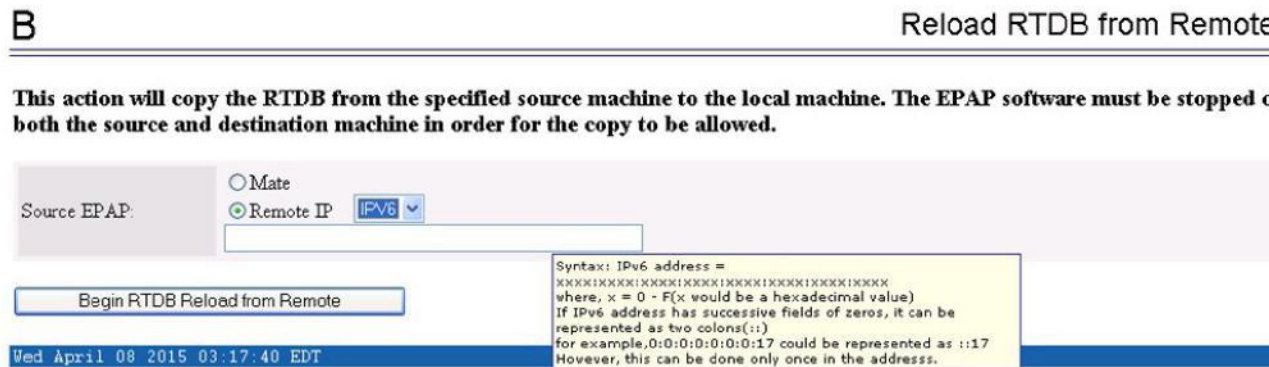 B
Reload RTDB from Remote
This action will copy the RTDB from the specified source machine to the local machine. The EPAP software must be stopped
both the source and destination machine in order for the copy to be allowed.
Source EPAP:
Mate
Remote IP IPV6
Begin RTDB Reload from Remote
Syntax: IPv6 address =
xxxx:xxxx:xxxx:xxxx:xxxx:xxxx:xxxx:xxxx
where, x = 0 - F(x would be a hexadecimal value)
If IPv6 address has successive fields of zeros, it can be
represented as two colons(::)
for example,0:0:0:0:0:0:0:17 could be represented as ::17
However, this can be done only once in the addresss.
Wed April 08 2015 03:17:40 EDT